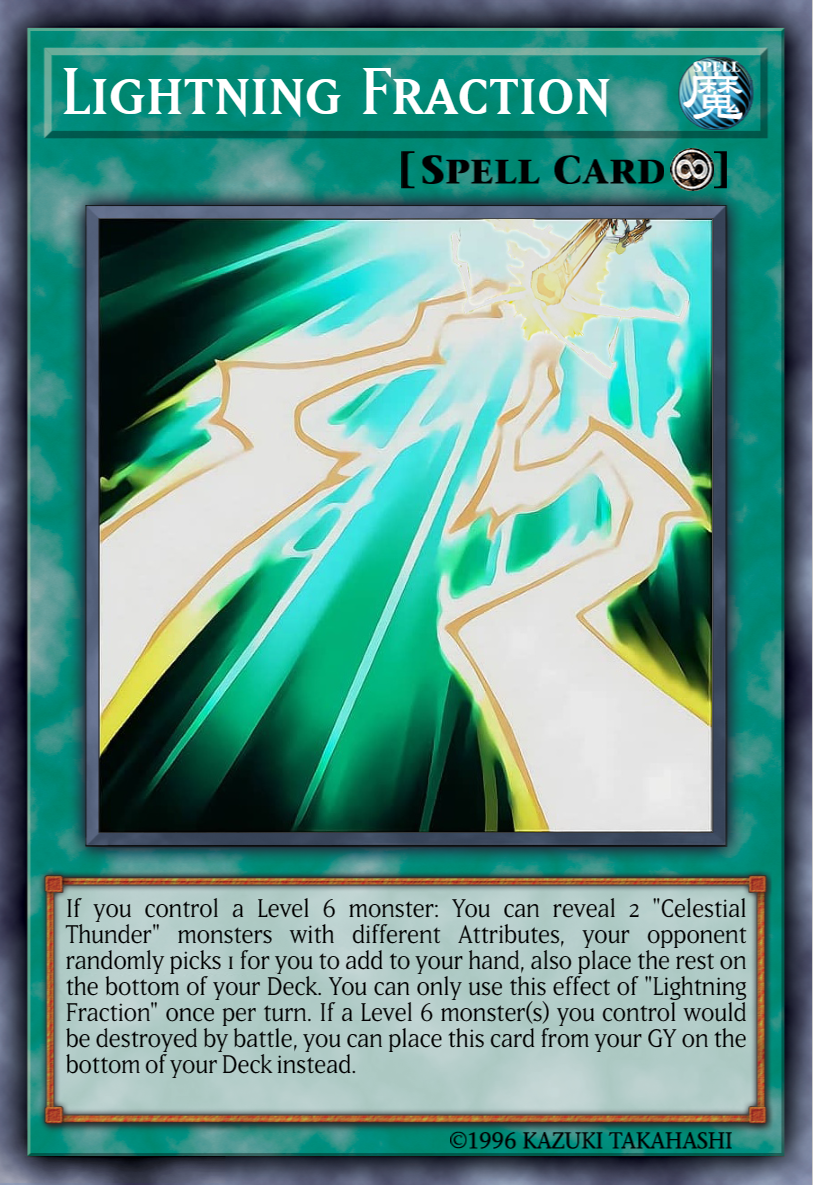 Lightning Fraction
SPELL
魔
[Spell Card]
If you control a Level 6 monster: You can reveal 2 "Celestial
Thunder" monsters with different Attributes, your opponent
randomly picks 1 for you to add to your hand, also place the rest on
the bottom of your Deck. You can only use this effect of "Lightning
Fraction" once per turn. If a Level 6 monster(s) you control would
be destroyed by battle, you can place this card from your GY on the
bottom of your Deck instead.
©1996 KAZUKI TAKAHASHI